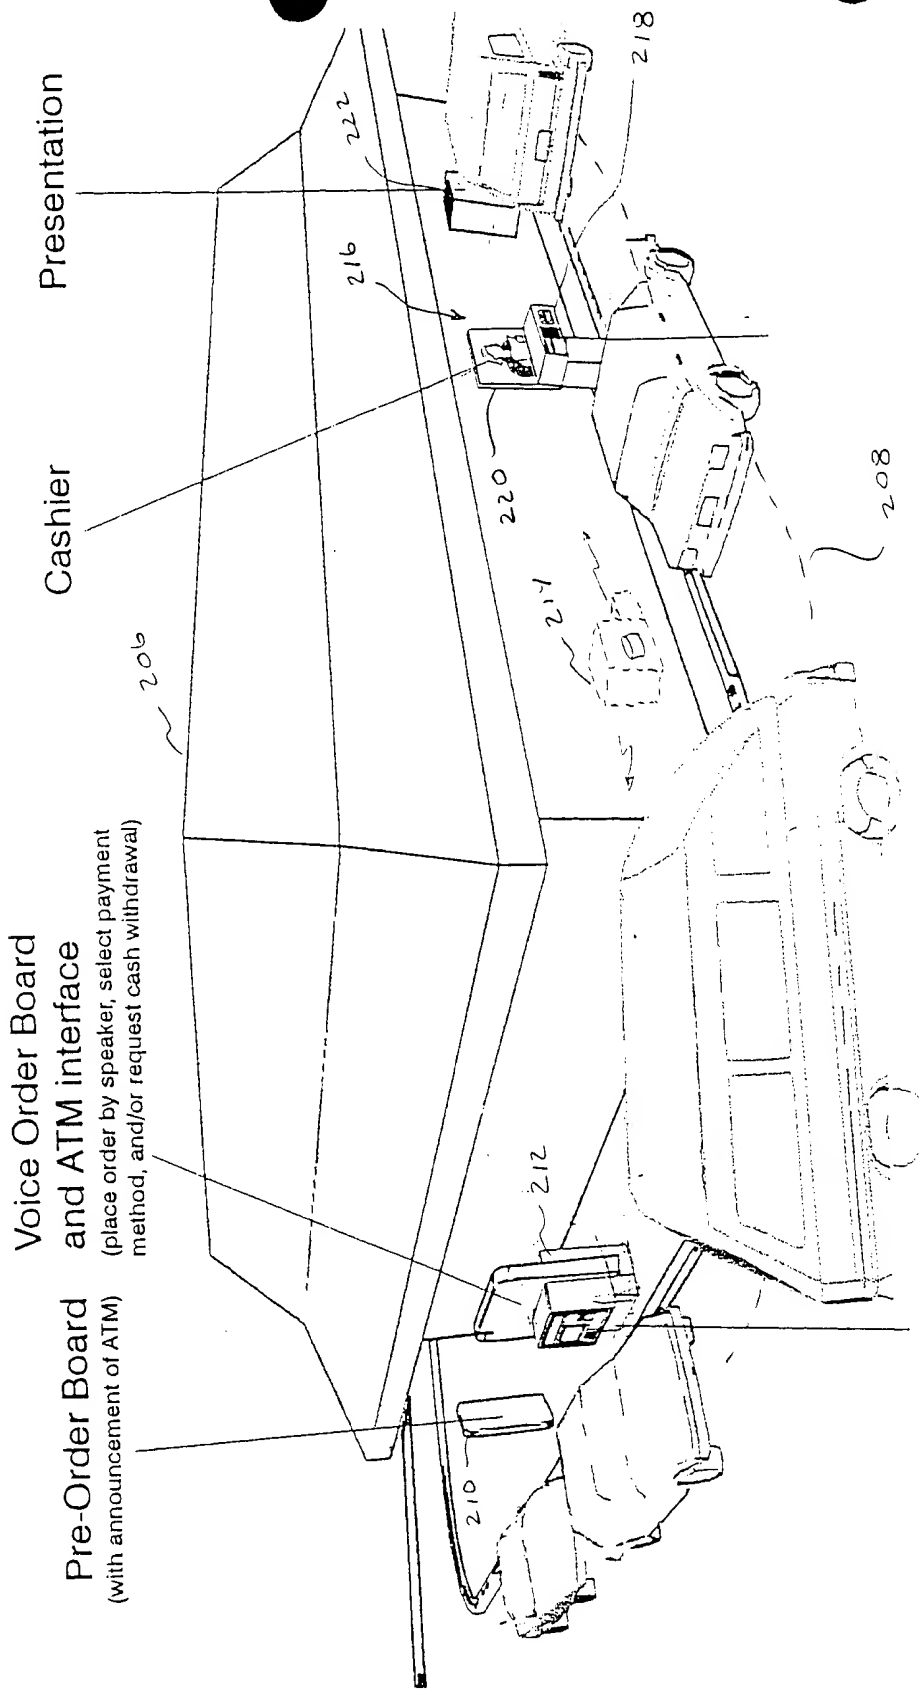 Pre-Order Board
(with announcement of ATM)
Voice Order Board
and ATM interface
(place order by speaker, select payment
method, and/or request cash withdrawal)
Cashier
Presentation
206
216
222
210
212
214
220
218
208